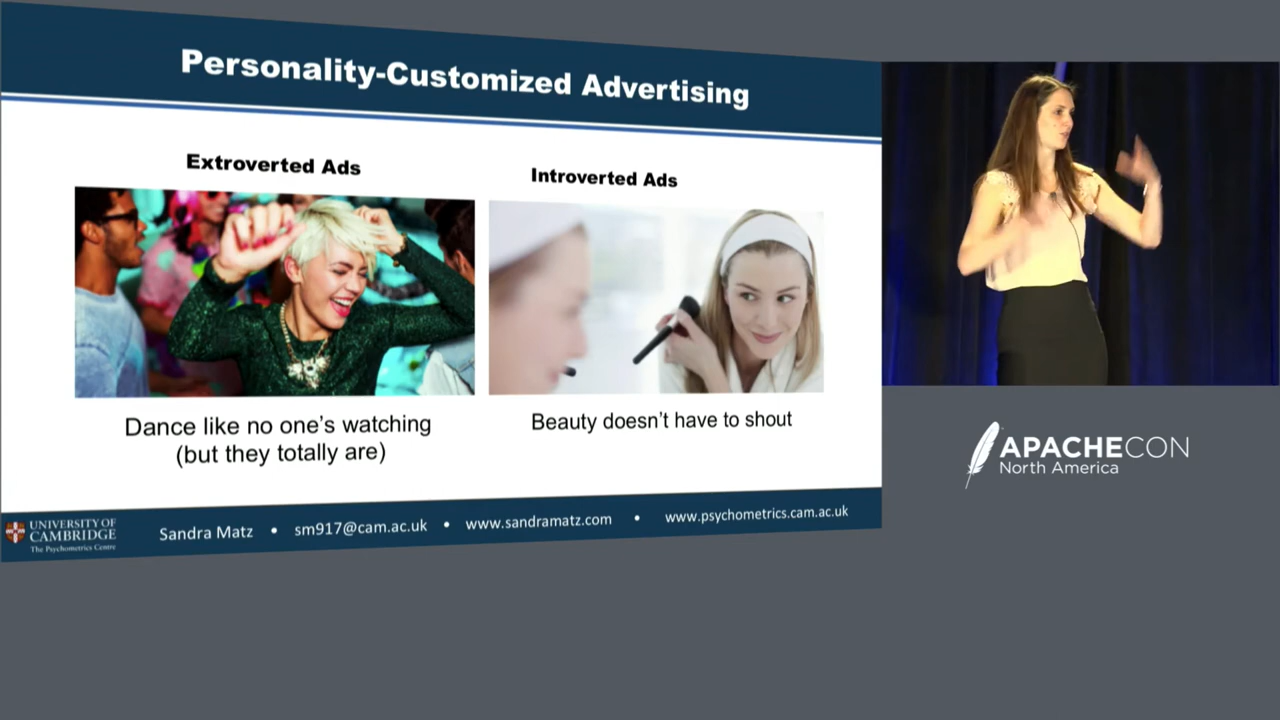 Personality-Customized Advertising
Extroverted Ads
Introverted Ads
Dance like no one's watching
(but they totally are)
Beauty doesn't have to shout
UNIVERSITY OF
CAMBRIDGE
The Psychometrics Centre
Sandra Matz • sm917@cam.ac.uk • www.sandramatz.com • www.psychometrics.cam.ac.uk
APACHECON
North America